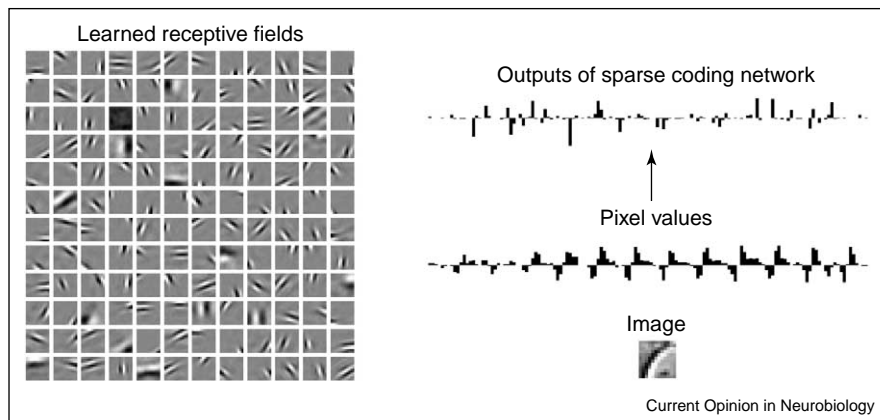 Learned receptive fields
Outputs of sparse coding network
Pixel values
Image
Current Opinion in Neurobiology